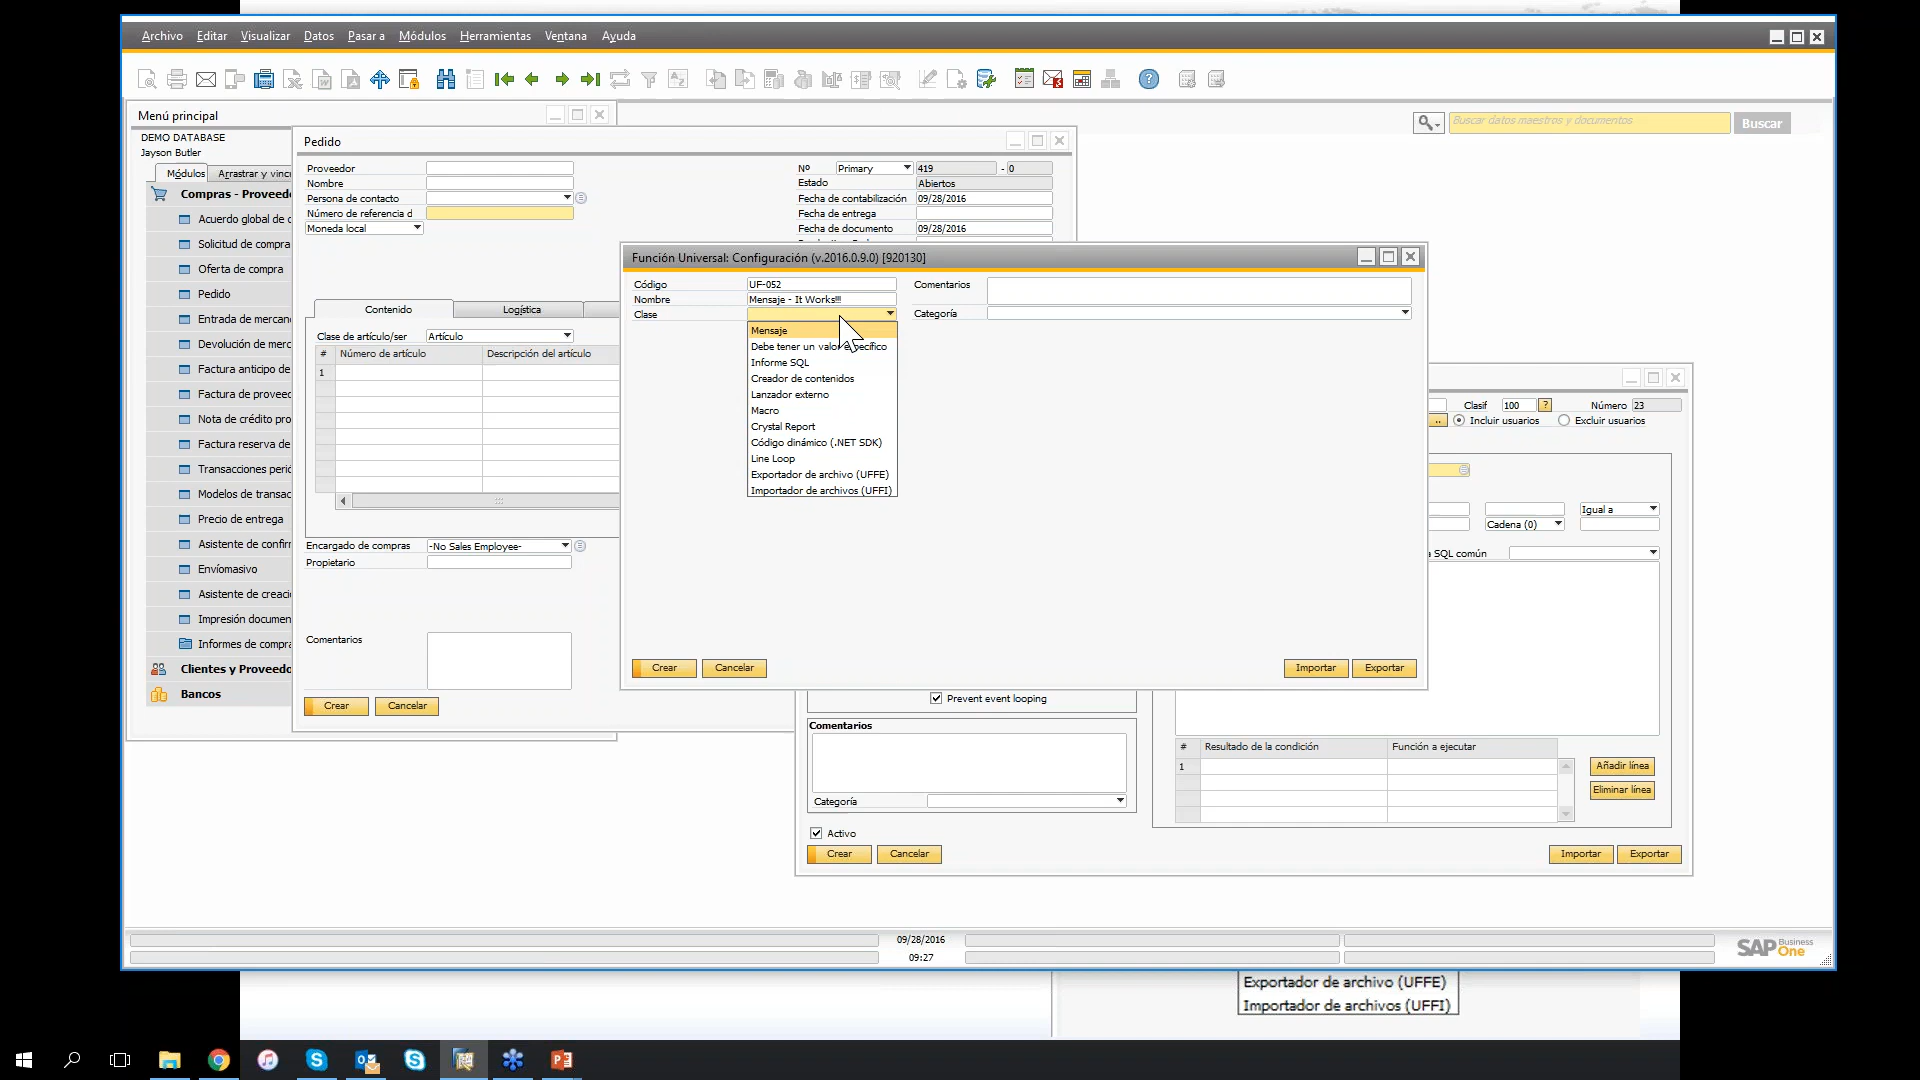 Archivo Editar Visualizar Datos Pasar a Módulos Herramientas Ventana Ayuda
Menú principal
DEMO DATABASE
Jayson Butler
Módulos Arrastrar y vinc
Compras - Proveed
Acuerdo global de c
Solicitud de compra
Oferta de compra
Pedido
Entrada de mercan
Devolución de merc
Factura anticipo de
Factura de proveed
Nota de crédito pro
Factura reserva de
Transacciones perió
Modelos de transac
Precio de entrega
Asistente de confirr
Envíomasivo
Asistente de creació
Impresión documen
Informes de compra
Clientes y Proveedo
Bancos
Buscar datos maestros y documentos
Buscar
Pedido
Proveedor
Nombre
Persona de contacto
Número de referencia d
Moneda local
Nº Primary 419 - 0
Estado Abiertos
Fecha de contabilización 09/28/2016
Fecha de entrega
Fecha de documento 09/28/2016
Contenido Logística
Clase de artículo/ser Artículo
# Número de artículo Descripción del artículo
1
Encargado de compras -No Sales Employee-
Propietario
Comentarios
Crear Cancelar
Función Universal: Configuración (v.2016.0.9.0) [920130]
Código UF-052
Nombre Mensaje - It Works!!!
Clase
Comentarios
Categoría
Mensaje
Debe tener un valor específico
Informe SQL
Creador de contenidos
Lanzador externo
Macro
Crystal Report
Código dinámico (.NET SDK)
Line Loop
Exportador de archivo (UFFE)
Importador de archivos (UFFI)
Crear Cancelar Importar Exportar
Clasif 100 ? Número 23
.. Incluir usuarios Excluir usuarios
Igual a
Cadena (0)
SQL común
Prevent event looping
Comentarios
Categoría
Activo
Crear Cancelar
# Resultado de la condición Función a ejecutar
1
Añadir línea
Eliminar línea
Importar Exportar
09/28/2016
09:27
SAP Business One
Exportador de archivo (UFFE)
Importador de archivos (UFFI)